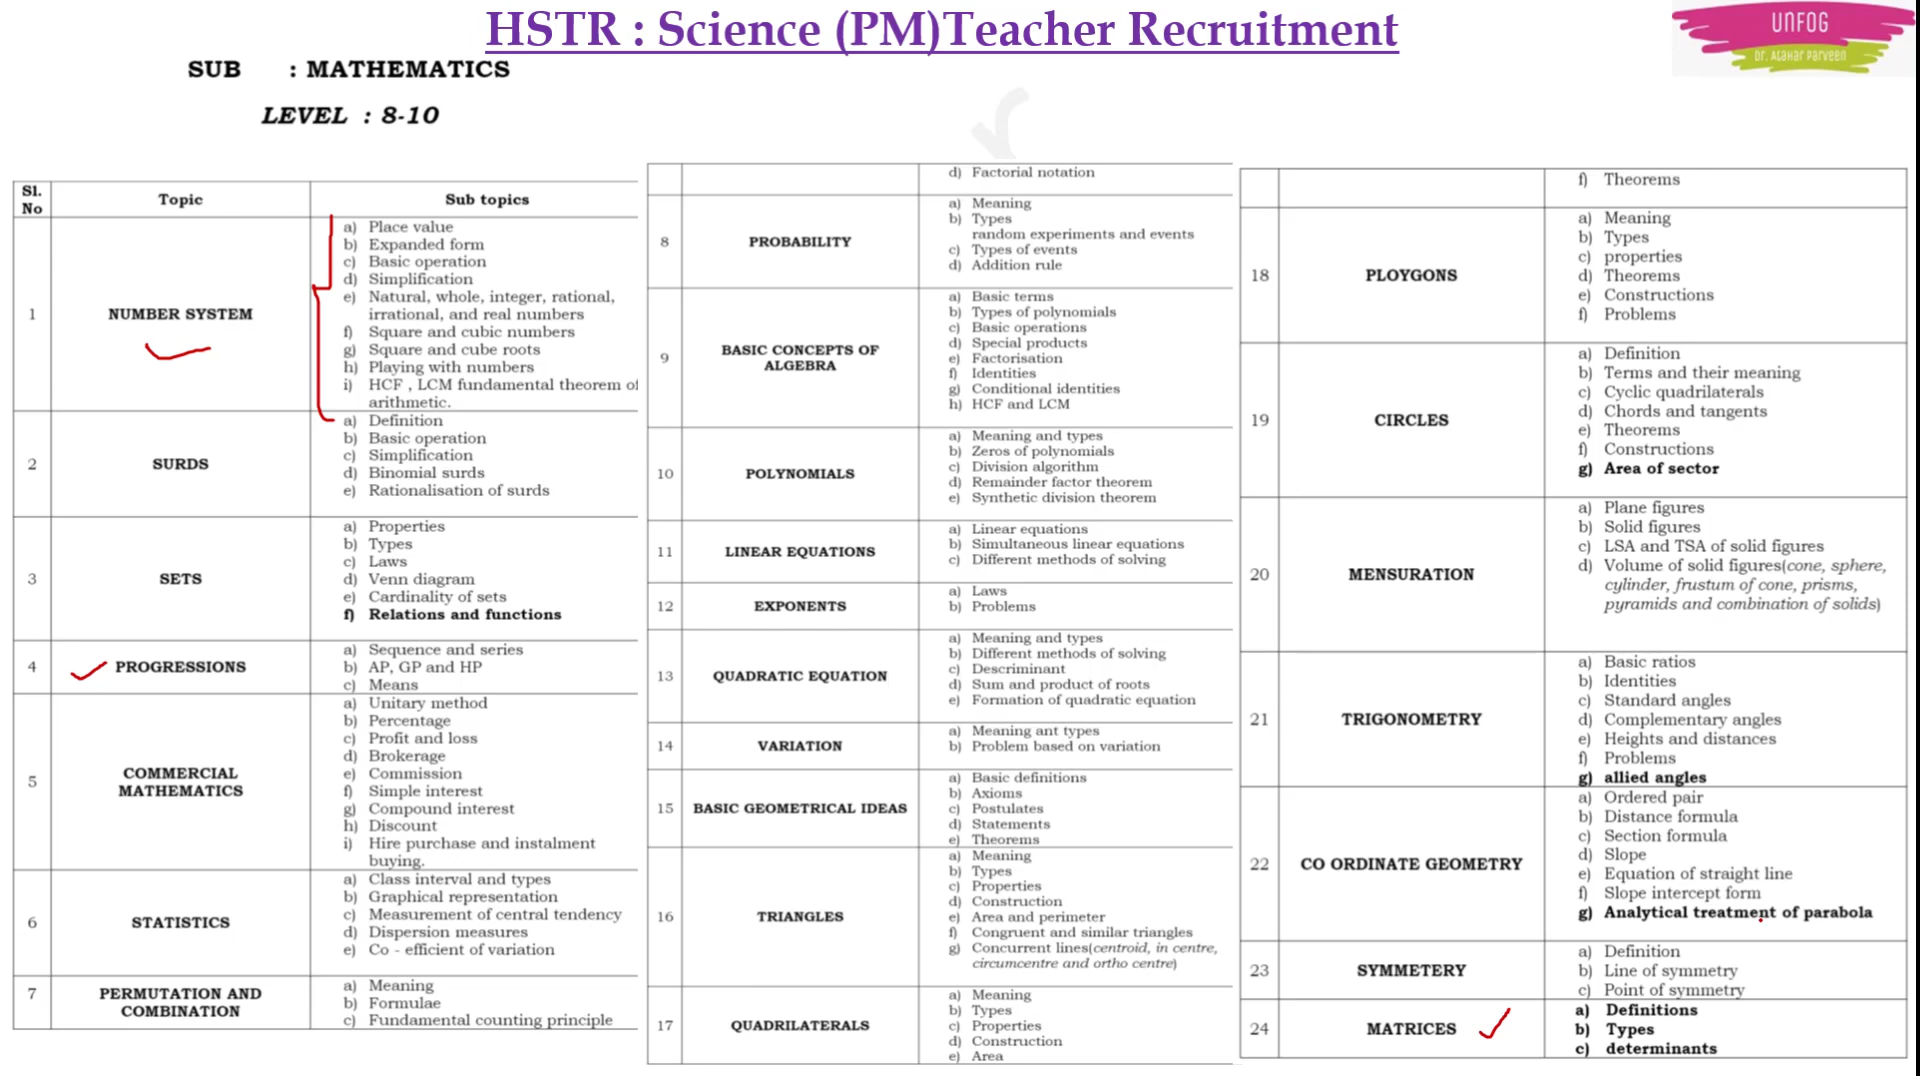 HSTR : Science (PM)Teacher Recruitment
UNFOG
Dr. Atahar Parveen
SUB : MATHEMATICS
LEVEL : 8-10
Sl. No
Topic
Sub topics
1
NUMBER SYSTEM
a) Place value
b) Expanded form
c) Basic operation
d) Simplification
e) Natural, whole, integer, rational,
irrational, and real numbers
f) Square and cubic numbers
g) Square and cube roots
h) Playing with numbers
i) HCF , LCM fundamental theorem of
arithmetic.
2
SURDS
a) Definition
b) Basic operation
c) Simplification
d) Binomial surds
e) Rationalisation of surds
3
SETS
a) Properties
b) Types
c) Laws
d) Venn diagram
e) Cardinality of sets
f) Relations and functions
4
PROGRESSIONS
a) Sequence and series
b) AP, GP and HP
c) Means
5
COMMERCIAL
MATHEMATICS
a) Unitary method
b) Percentage
c) Profit and loss
d) Brokerage
e) Commission
f) Simple interest
g) Compound interest
h) Discount
i) Hire purchase and instalment
buying.
6
STATISTICS
a) Class interval and types
b) Graphical representation
c) Measurement of central tendency
d) Dispersion measures
e) Co - efficient of variation
7
PERMUTATION AND
COMBINATION
a) Meaning
b) Formulae
c) Fundamental counting principle
d) Factorial notation
8
PROBABILITY
a) Meaning
b) Types
random experiments and events
c) Types of events
d) Addition rule
9
BASIC CONCEPTS OF
ALGEBRA
a) Basic terms
b) Types of polynomials
c) Basic operations
d) Special products
e) Factorisation
f) Identities
g) Conditional identities
h) HCF and LCM
10
POLYNOMIALS
a) Meaning and types
b) Zeros of polynomials
c) Division algorithm
d) Remainder factor theorem
e) Synthetic division theorem
11
LINEAR EQUATIONS
a) Linear equations
b) Simultaneous linear equations
c) Different methods of solving
12
EXPONENTS
a) Laws
b) Problems
13
QUADRATIC EQUATION
a) Meaning and types
b) Different methods of solving
c) Descriminant
d) Sum and product of roots
e) Formation of quadratic equation
14
VARIATION
a) Meaning ant types
b) Problem based on variation
15
BASIC GEOMETRICAL IDEAS
a) Basic definitions
b) Axioms
c) Postulates
d) Statements
e) Theorems
16
TRIANGLES
a) Meaning
b) Types
c) Properties
d) Construction
e) Area and perimeter
f) Congruent and similar triangles
g) Concurrent lines(centroid, in centre,
circumcentre and ortho centre)
17
QUADRILATERALS
a) Meaning
b) Types
c) Properties
d) Construction
e) Area
f) Theorems
18
PLOYGONS
a) Meaning
b) Types
c) properties
d) Theorems
e) Constructions
f) Problems
19
CIRCLES
a) Definition
b) Terms and their meaning
c) Cyclic quadrilaterals
d) Chords and tangents
e) Theorems
f) Constructions
g) Area of sector
20
MENSURATION
a) Plane figures
b) Solid figures
c) LSA and TSA of solid figures
d) Volume of solid figures(cone, sphere,
cylinder, frustum of cone, prisms,
pyramids and combination of solids)
21
TRIGONOMETRY
a) Basic ratios
b) Identities
c) Standard angles
d) Complementary angles
e) Heights and distances
f) Problems
g) allied angles
22
CO ORDINATE GEOMETRY
a) Ordered pair
b) Distance formula
c) Section formula
d) Slope
e) Equation of straight line
f) Slope intercept form
g) Analytical treatment of parabola
23
SYMMETERY
a) Definition
b) Line of symmetry
c) Point of symmetry
24
MATRICES
a) Definitions
b) Types
c) determinants